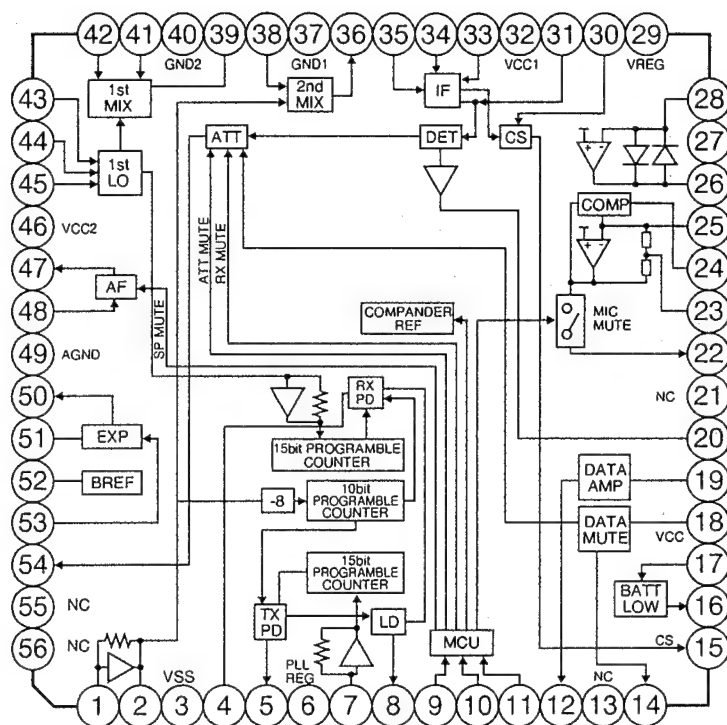 42 41 40 39 38 37 36 35 34 33 32 31 30 29
GND2 GND1 VCC1 VREG
43
44
45
46
47
48
49
50
51
52
53
54
55
56
1st
MIX
2nd
MIX
IF
28
27
26
25
24
23
22
21
20
19
18
17
16
15
ATT
DET
CS
1st
LO
VCC2
AF
AGND
EXP
BREF
NC
NC
ATT MUTE
RX MUTE
SP MUTE
COMP
COMPANDER
REF
MIC
MUTE
NC
RX
PD
15bit PROGRAMBLE
COUNTER
-8
10bit
PROGRAMBLE
COUNTER
15bit
PROGRAMBLE
COUNTER
TX
PD
LD
MCU
DATA
AMP
DATA
MUTE
VCC
BATT
LOW
CS
VSS
PLL
REG
NC
1 2 3 4 5 6 7 8 9 10 11 12 13 14